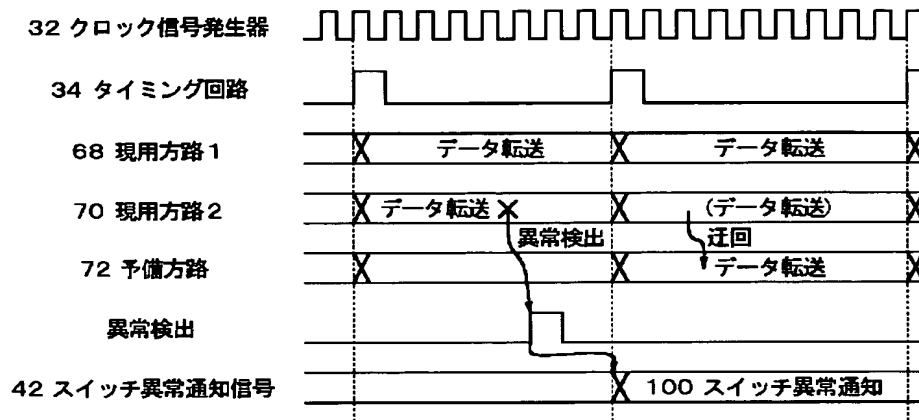 32 クロック信号発生器
34 タイミング回路
68 現用方路1 データ転送 データ転送
70 現用方路2 データ転送 (データ転送)
異常検出 迂回
72 予備方路 データ転送
異常検出
42 スイッチ異常通知信号 100 スイッチ異常通知